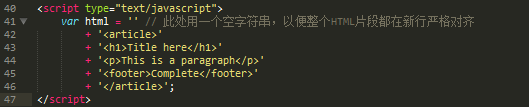 40 <script type="text/javascript">
41 var html = '' // 此处用一个空字符串，以便整个HTML片段都在新行严格对齐
42 + '<article>'
43 + '<h1>Title here</h1>'
44 + '<p>This is a paragraph</p>'
45 + '<footer>Complete</footer>'
46 + '</article>';
47 </script>